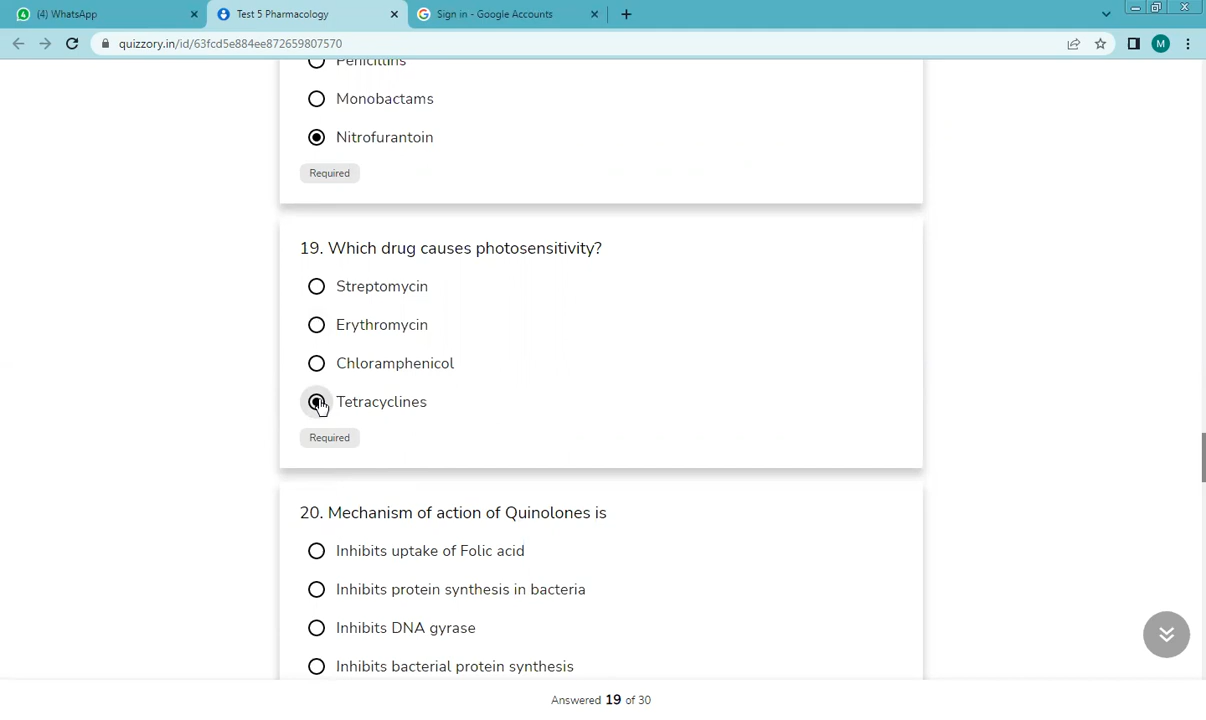 (4) WhatsApp
Test 5 Pharmacology
Sign in - Google Accounts
quizzory.in/id/63fcd5e884ee872659807570
M
Penicillins
Monobactams
Nitrofurantoin
Required
19. Which drug causes photosensitivity?
Streptomycin
Erythromycin
Chloramphenicol
Tetracyclines
Required
20. Mechanism of action of Quinolones is
Inhibits uptake of Folic acid
Inhibits protein synthesis in bacteria
Inhibits DNA gyrase
Inhibits bacterial protein synthesis
Answered 19 of 30